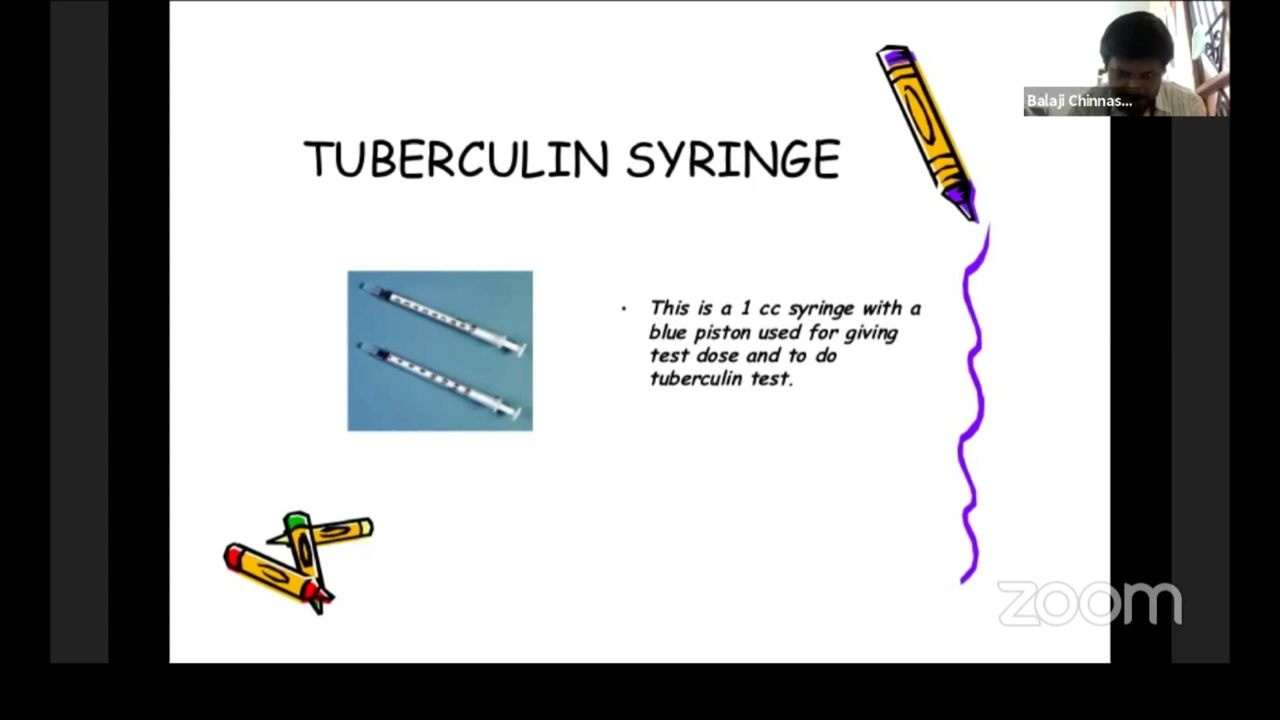 Balaji Chinnas...
TUBERCULIN SYRINGE
• This is a 1 cc syringe with a
blue piston used for giving
test dose and to do
tuberculin test.
zoom